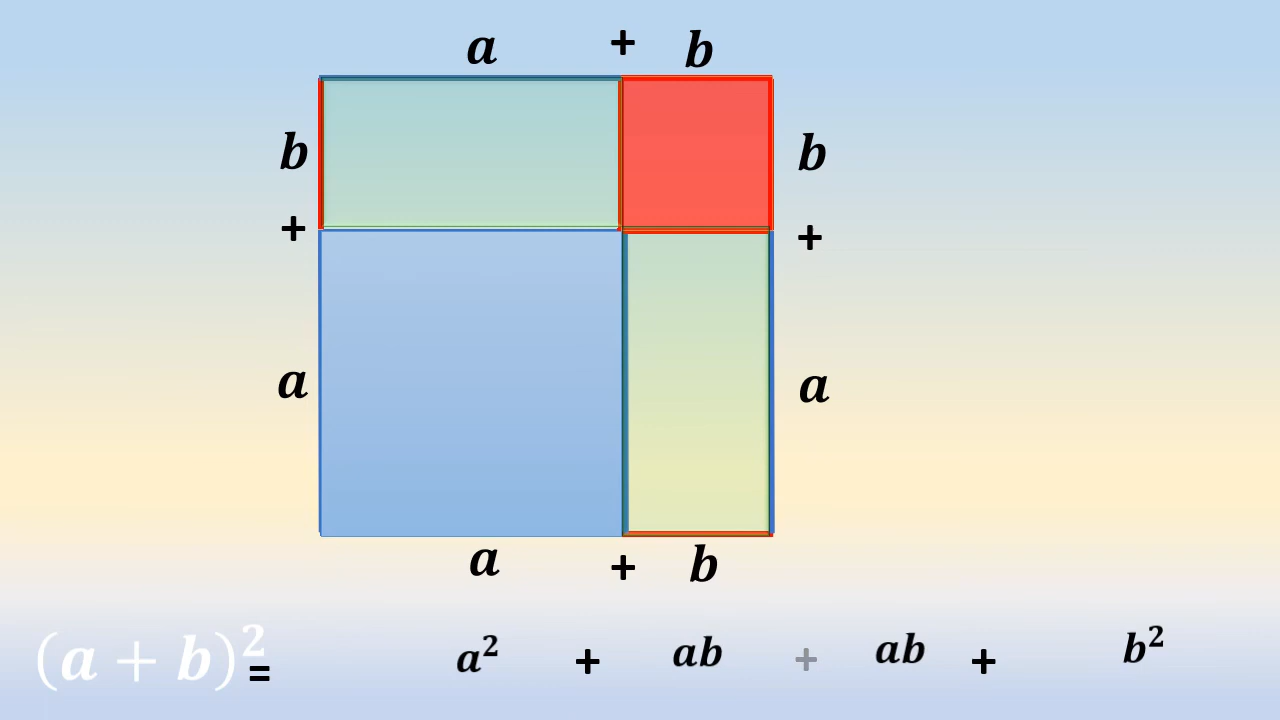 a + b
b b
+ +
a a
a + b
(a + b)² = a² + ab + ab + b²